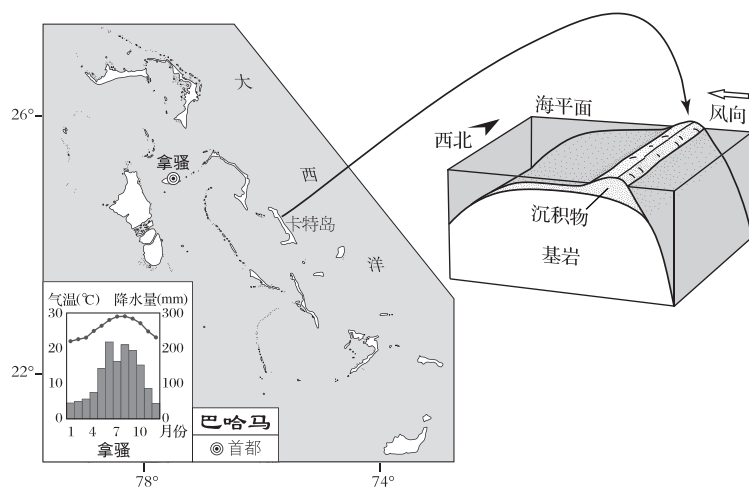 26°
22°
78°
74°
大
西
洋
拿骚
卡特岛
气温(℃) 降水量(mm)
30 300
20 200
10 100
0 0
1 4 7 10 月份
拿骚
巴哈马
首都
海平面
风向
西北
沉积物
基岩